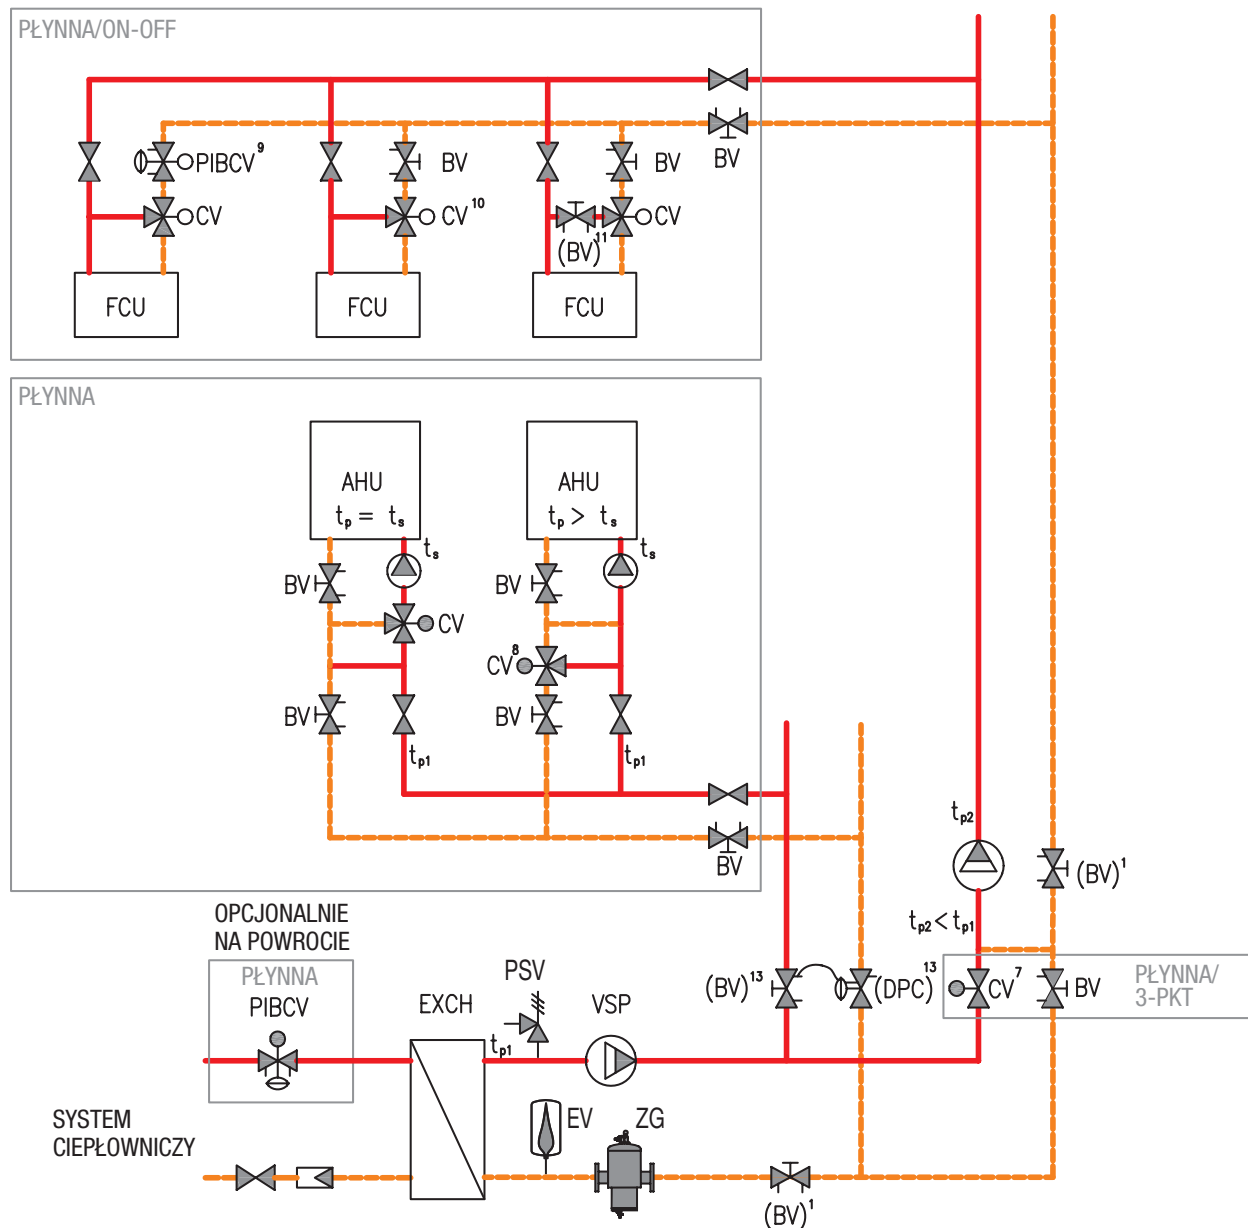 PŁYNNA/ON-OFF
PIBCV⁹
BV
BV
BV
CV
CV¹⁰
(BV)¹¹
CV
FCU
FCU
FCU
PŁYNNA
AHU
tₚ = tₛ
AHU
tₚ > tₛ
tₛ
tₛ
BV
BV
CV
CV⁸
BV
BV
tₚ₁
tₚ₁
BV
tₚ₂
(BV)¹
tₚ₂<tₚ₁
OPCJONALNIE
NA POWROCIE
PŁYNNA
PIBCV
EXCH
PSV
VSP
(BV)¹³
(DPC)¹³
CV⁷
BV
PŁYNNA/
3-PKT
tₚ₁
SYSTEM
CIEPŁOWNICZY
EV
ZG
(BV)¹